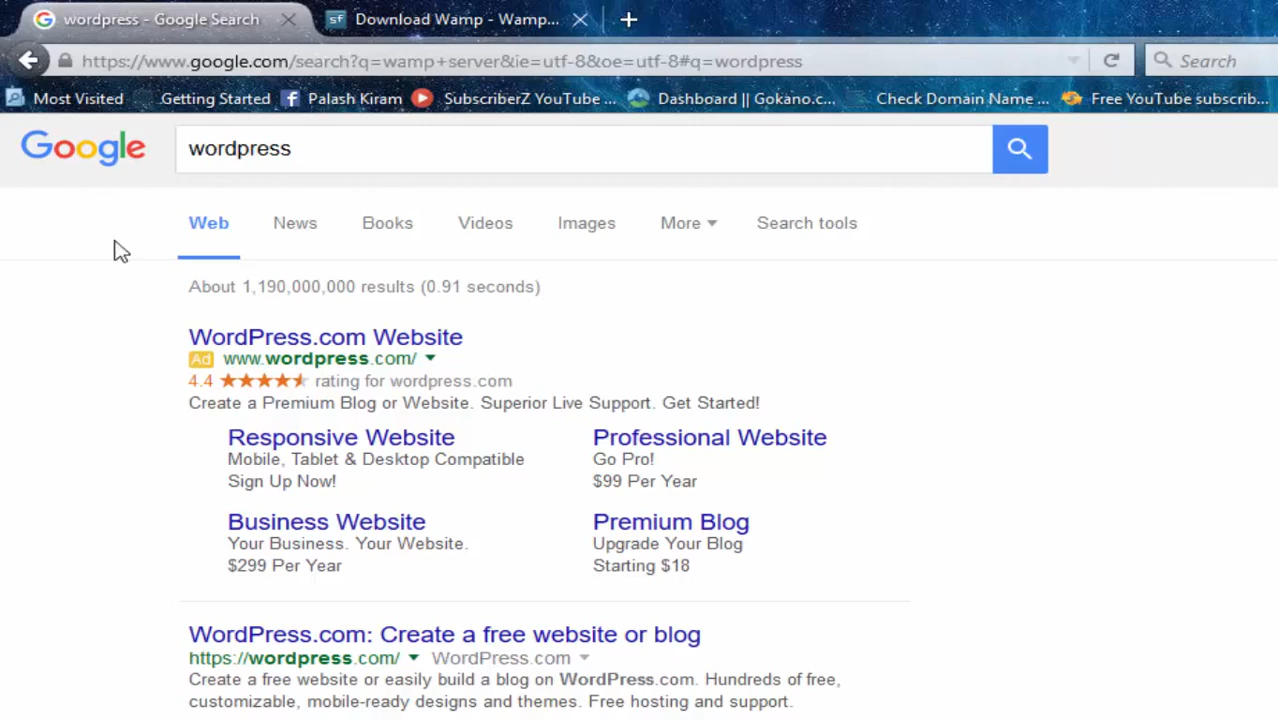 wordpress - Google Search
sf Download Wamp - Wamp...
https://www.google.com/search?q=wamp+server&ie=utf-8&oe=utf-8#q=wordpress
Search
Most Visited
Getting Started
Palash Kiram
SubscriberZ YouTube ...
Dashboard || Gokano.c...
Check Domain Name ...
Free YouTube subscrib...
Google
wordpress
Web News Books Videos Images More Search tools
About 1,190,000,000 results (0.91 seconds)
WordPress.com Website
Ad www.wordpress.com/
4.4 rating for wordpress.com
Create a Premium Blog or Website. Superior Live Support. Get Started!
Responsive Website
Mobile, Tablet & Desktop Compatible
Sign Up Now!
Professional Website
Go Pro!
$99 Per Year
Business Website
Your Business. Your Website.
$299 Per Year
Premium Blog
Upgrade Your Blog
Starting $18
WordPress.com: Create a free website or blog
https://wordpress.com/ WordPress.com
Create a free website or easily build a blog on WordPress.com. Hundreds of free,
customizable, mobile-ready designs and themes. Free hosting and support.